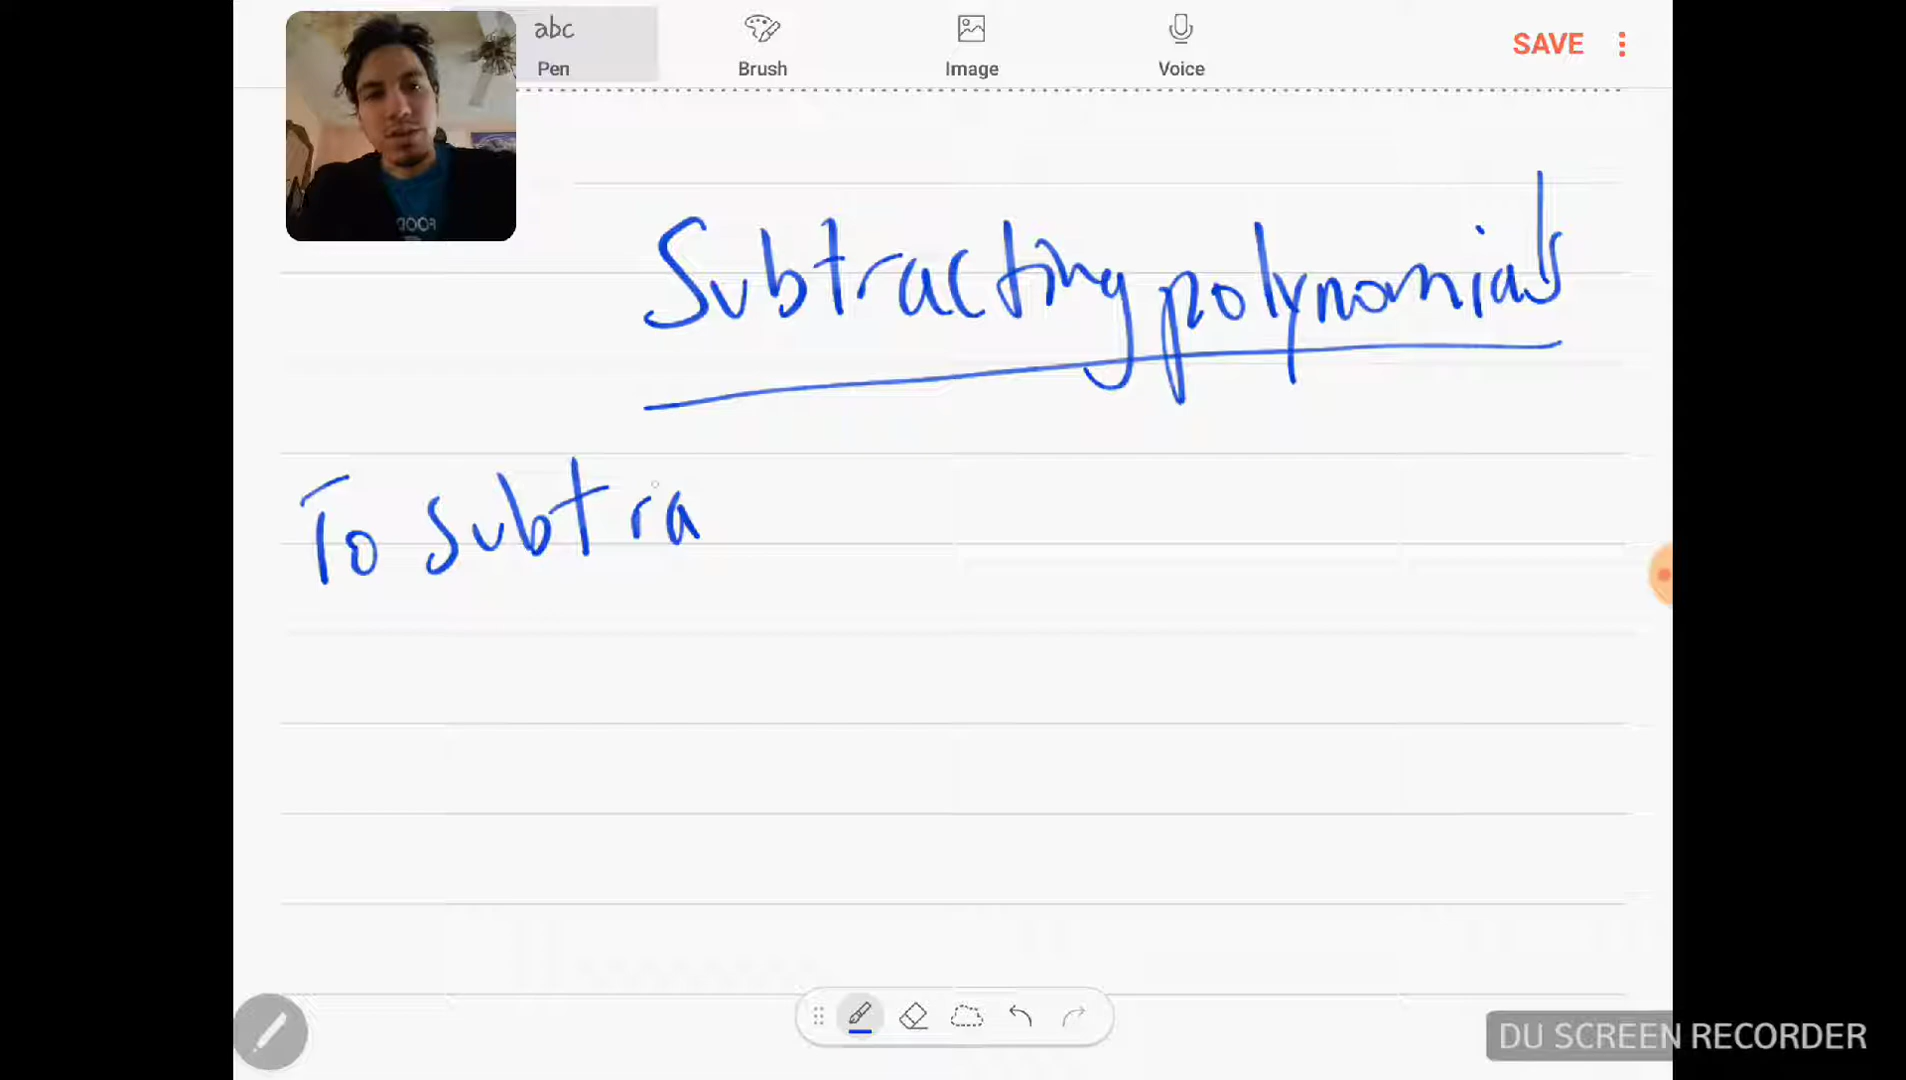 abc
Pen
Brush
Image
Voice
SAVE
Subtracting polynomials
To subtra
DU SCREEN RECORDER